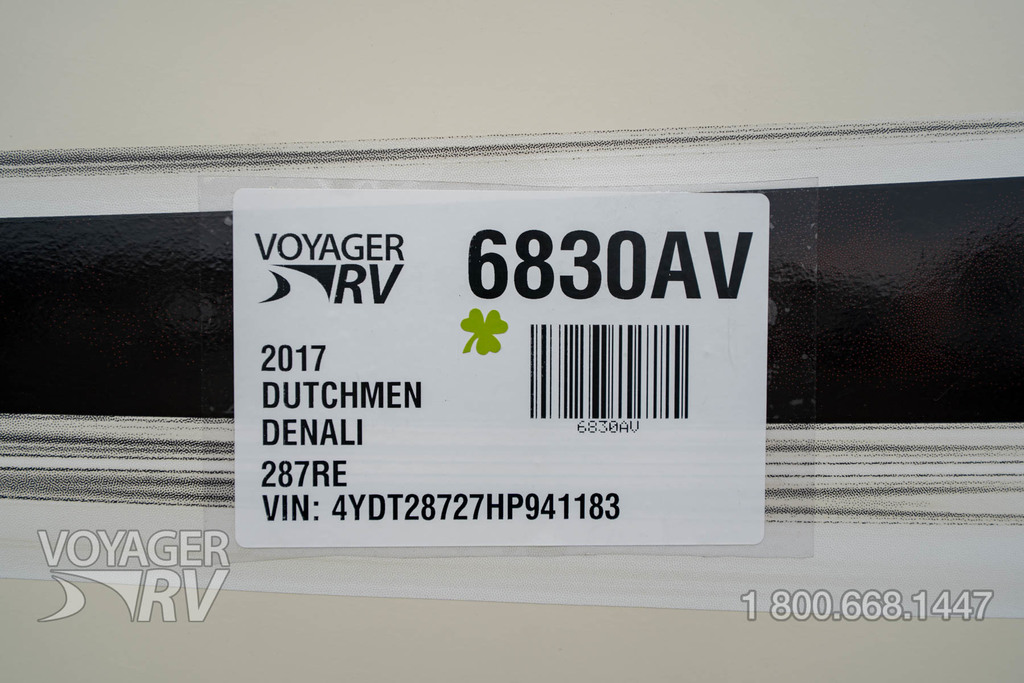 VOYAGER
RV
6830AV
2017
DUTCHMEN
DENALI
287RE
VIN: 4YDT28727HP941183
6830AV
VOYAGER
RV
1 800.668.1447